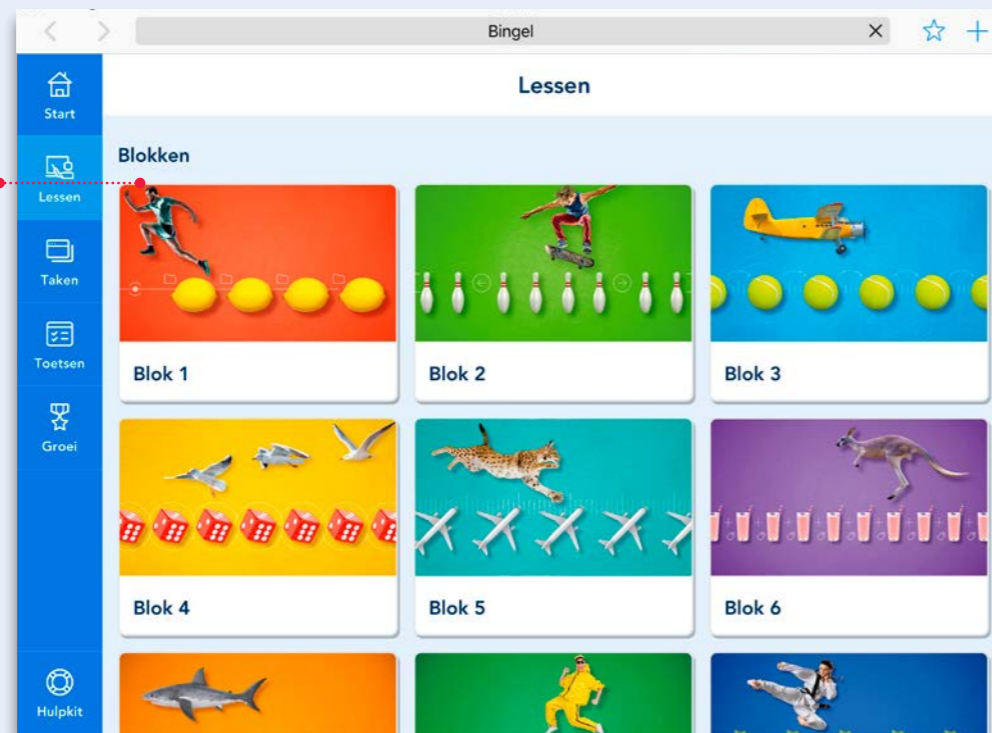 Bingel
Start
Lessen
Taken
Toetsen
Groei
Hulpkit
Lessen
Blokken
Blok 1
Blok 2
Blok 3
Blok 4
Blok 5
Blok 6